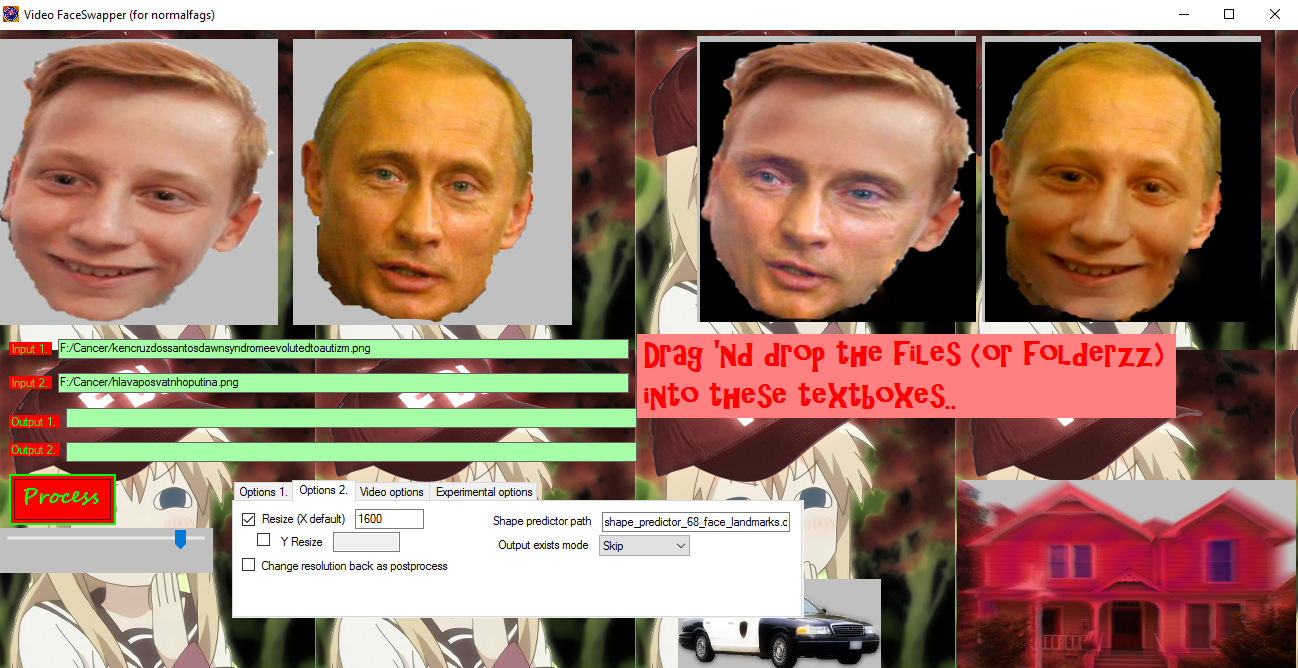 Video FaceSwapper (for normalfags)
Input 1.
F:/Cancer/kencruzdossantosdawnsyndromeevolutedtoautizm.png
Input 2.
F:/Cancer/hlavaposvatnhoputina.png
Output 1.
Output 2.
Drag 'Nd drop the Files (or Folderzz)
into these textboxes..
Process
Options 1.
Options 2.
Video options
Experimental options
Resize (X default)
1600
Y Resize
Change resolution back as postprocess
Shape predictor path
shape_predictor_68_face_landmarks.c
Output exists mode
Skip